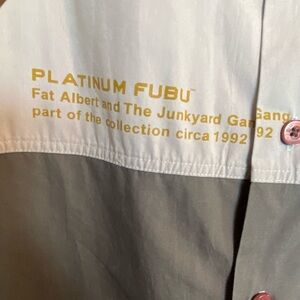 PLATINUM FUBU™
Fat Albert and The Junkyard Gang
part of the collection circa 1992